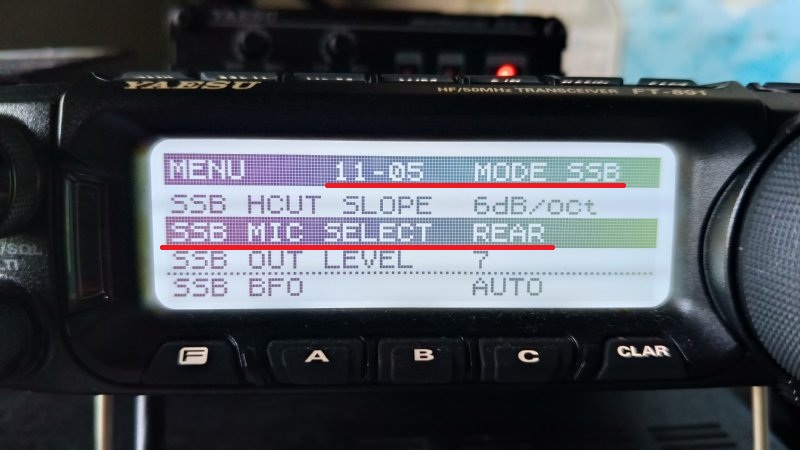 YAESU
YAESU
HF/50MHz TRANSCEIVER FT-891
MENU 11-05 MODE SSB
SSB HCUT SLOPE 6dB/oct
SSB MIC SELECT REAR
SSB OUT LEVEL 7
SSB BFO AUTO
F A B C CLAR